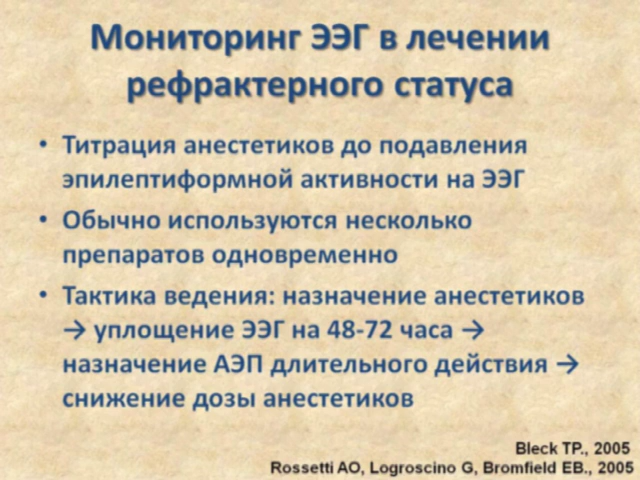 Мониторинг ЭЭГ в лечении
рефрактерного статуса
• Титрация анестетиков до подавления
эпилептиформной активности на ЭЭГ
• Обычно используются несколько
препаратов одновременно
• Тактика ведения: назначение анестетиков
→ уплощение ЭЭГ на 48-72 часа →
назначение АЭП длительного действия →
снижение дозы анестетиков
Bleck TP., 2005
Rossetti AO, Logroscino G, Bromfield EB., 2005